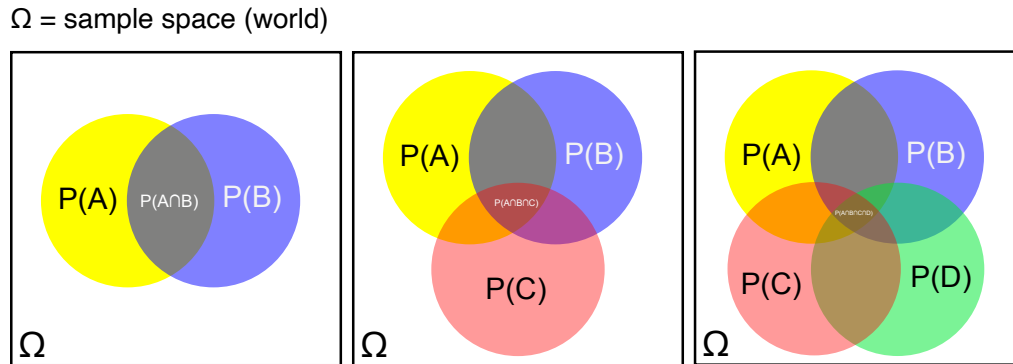 Ω = sample space (world)
P(A)
P(A∩B)
P(B)
Ω
P(A)
P(B)
P(A∩B∩C)
P(C)
Ω
P(A)
P(B)
P(A∩B∩C∩D)
P(C)
P(D)
Ω